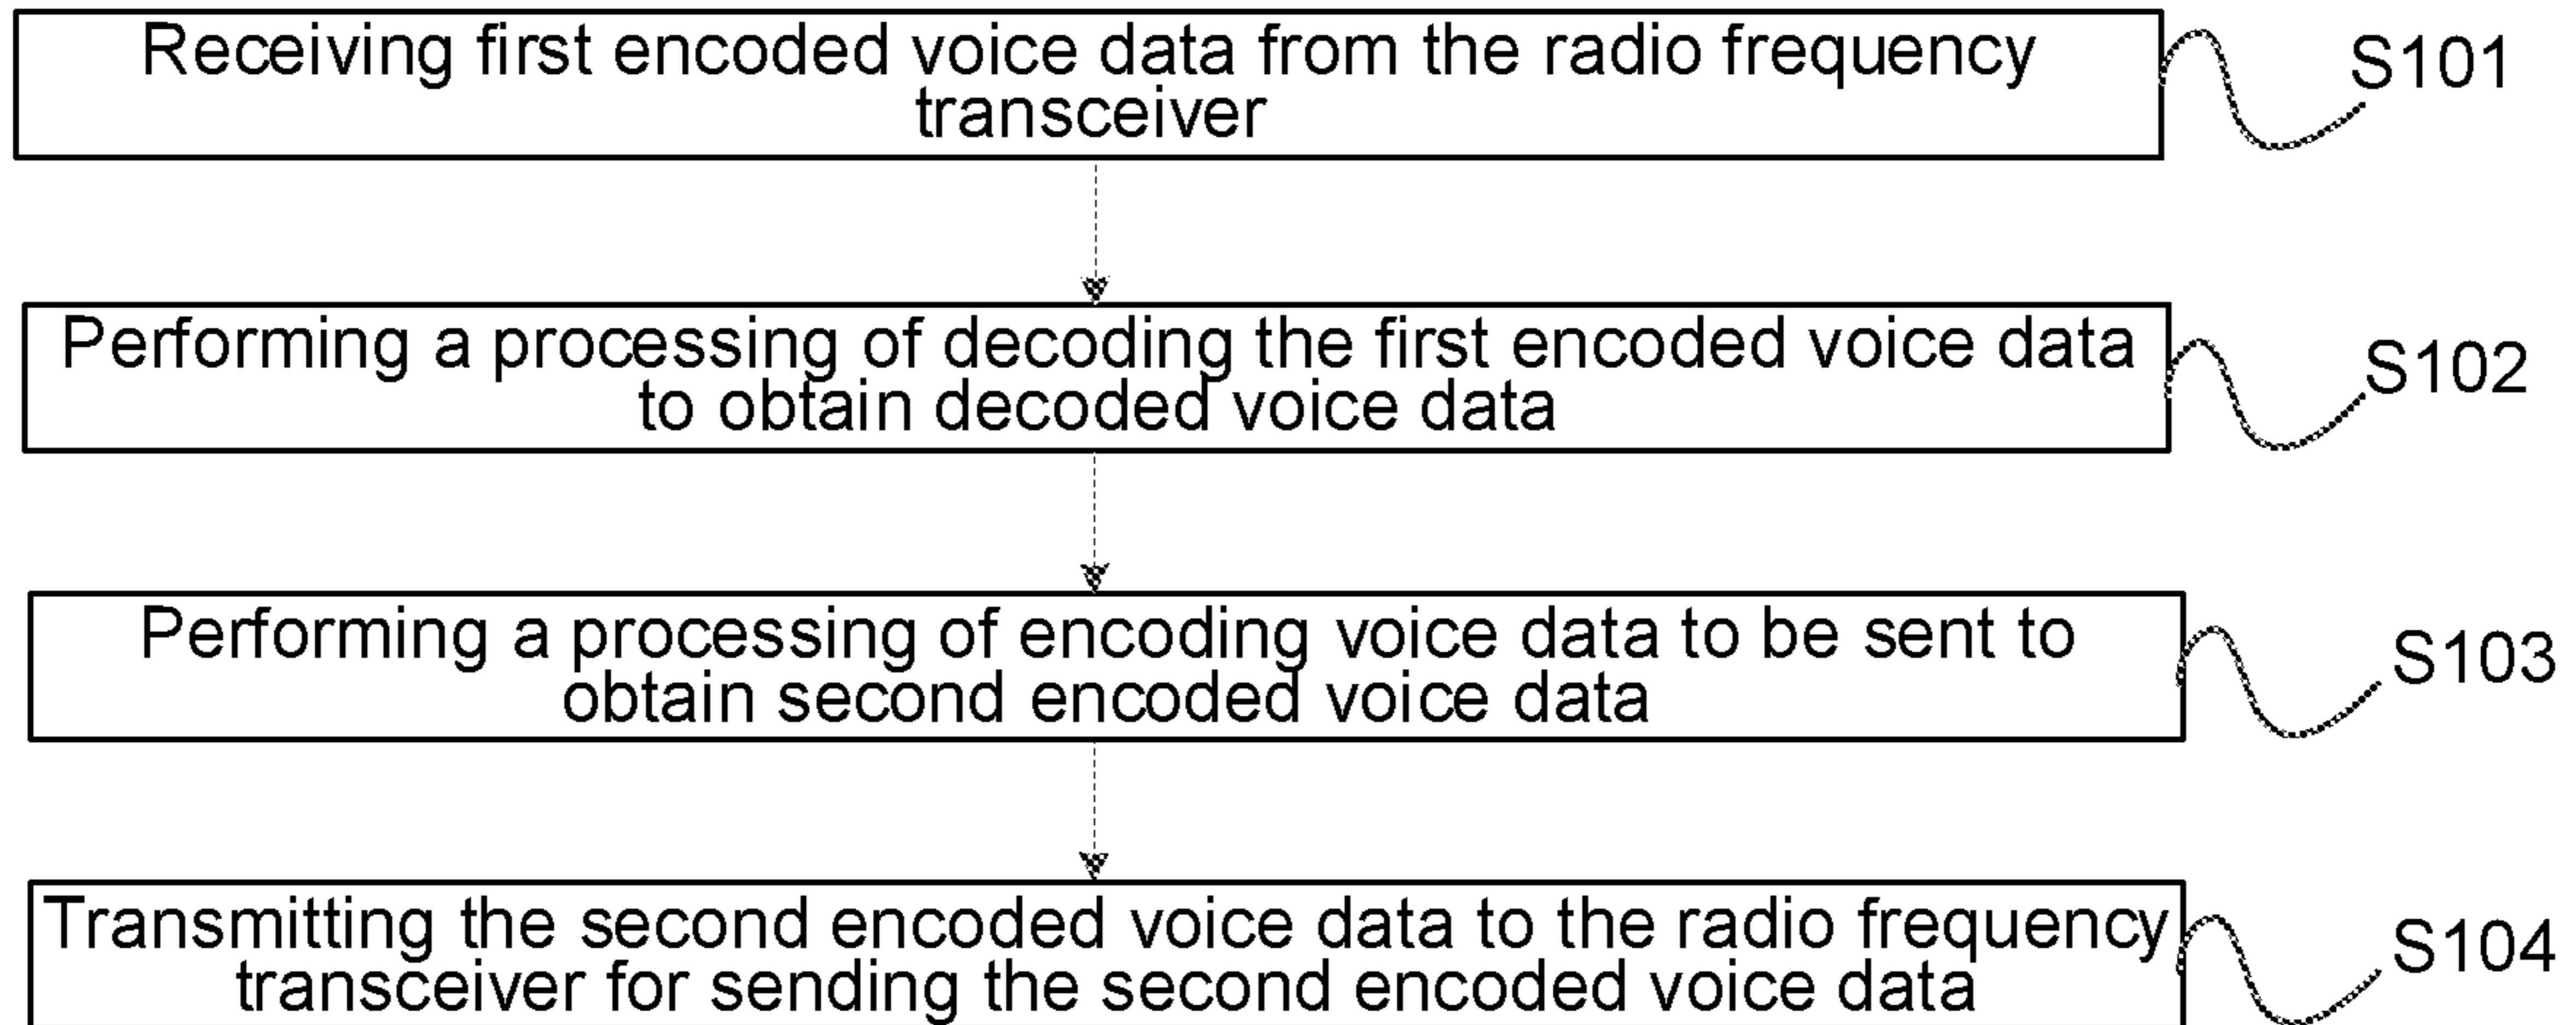 Receiving first encoded voice data from the radio frequency
transceiver
S101
Performing a processing of decoding the first encoded voice data
to obtain decoded voice data
S102
Performing a processing of encoding voice data to be sent to
obtain second encoded voice data
S103
Transmitting the second encoded voice data to the radio frequency
transceiver for sending the second encoded voice data
S104